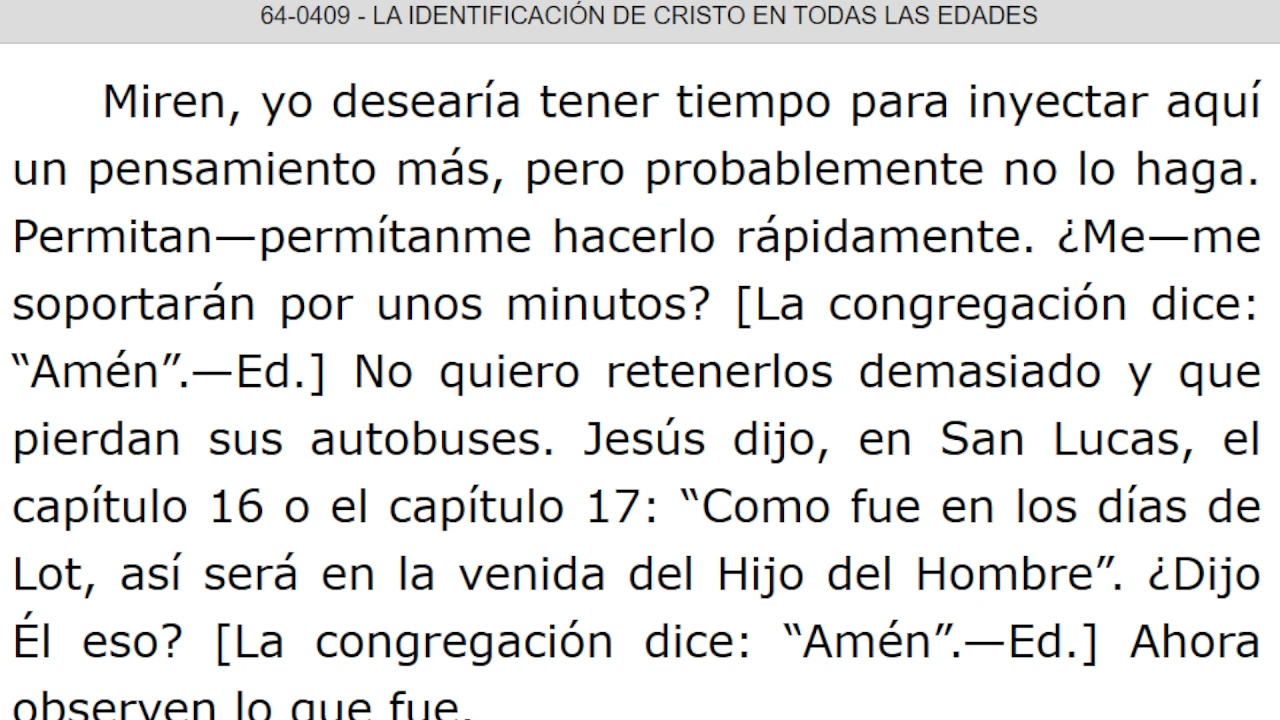 64-0409 - LA IDENTIFICACIÓN DE CRISTO EN TODAS LAS EDADES
Miren, yo desearía tener tiempo para inyectar aquí
un pensamiento más, pero probablemente no lo haga.
Permitan—permítanme hacerlo rápidamente. ¿Me—me
soportarán por unos minutos? [La congregación dice:
“Amén”.—Ed.] No quiero retenerlos demasiado y que
pierdan sus autobuses. Jesús dijo, en San Lucas, el
capítulo 16 o el capítulo 17: “Como fue en los días de
Lot, así será en la venida del Hijo del Hombre”. ¿Dijo
Él eso? [La congregación dice: “Amén”.—Ed.] Ahora
observen lo que fue.